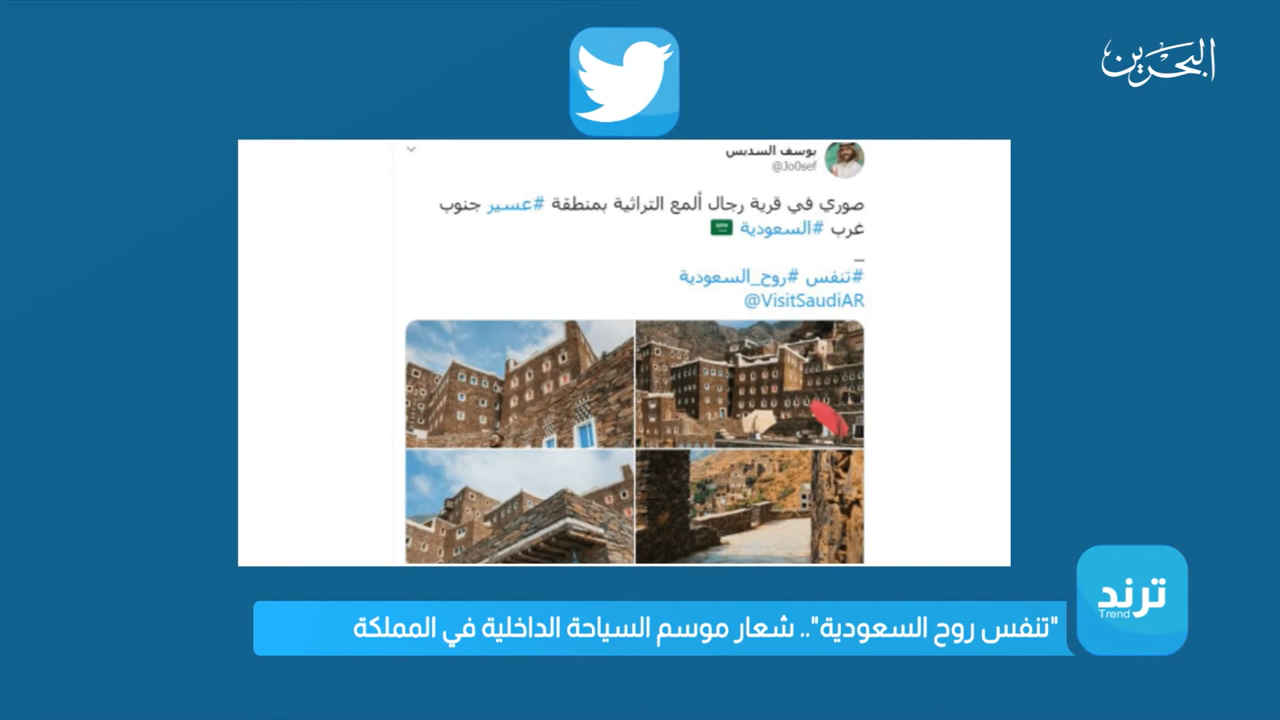 البحرين
يوسف السديس
@Jo0sef
صوري في قرية رجال ألمع التراثية بمنطقة #عسير جنوب
غرب #السعودية
_
#تنفس #روح_السعودية
@VisitSaudiAR
ترند
Trend
"تنفس روح السعودية".. شعار موسم السياحة الداخلية في المملكة